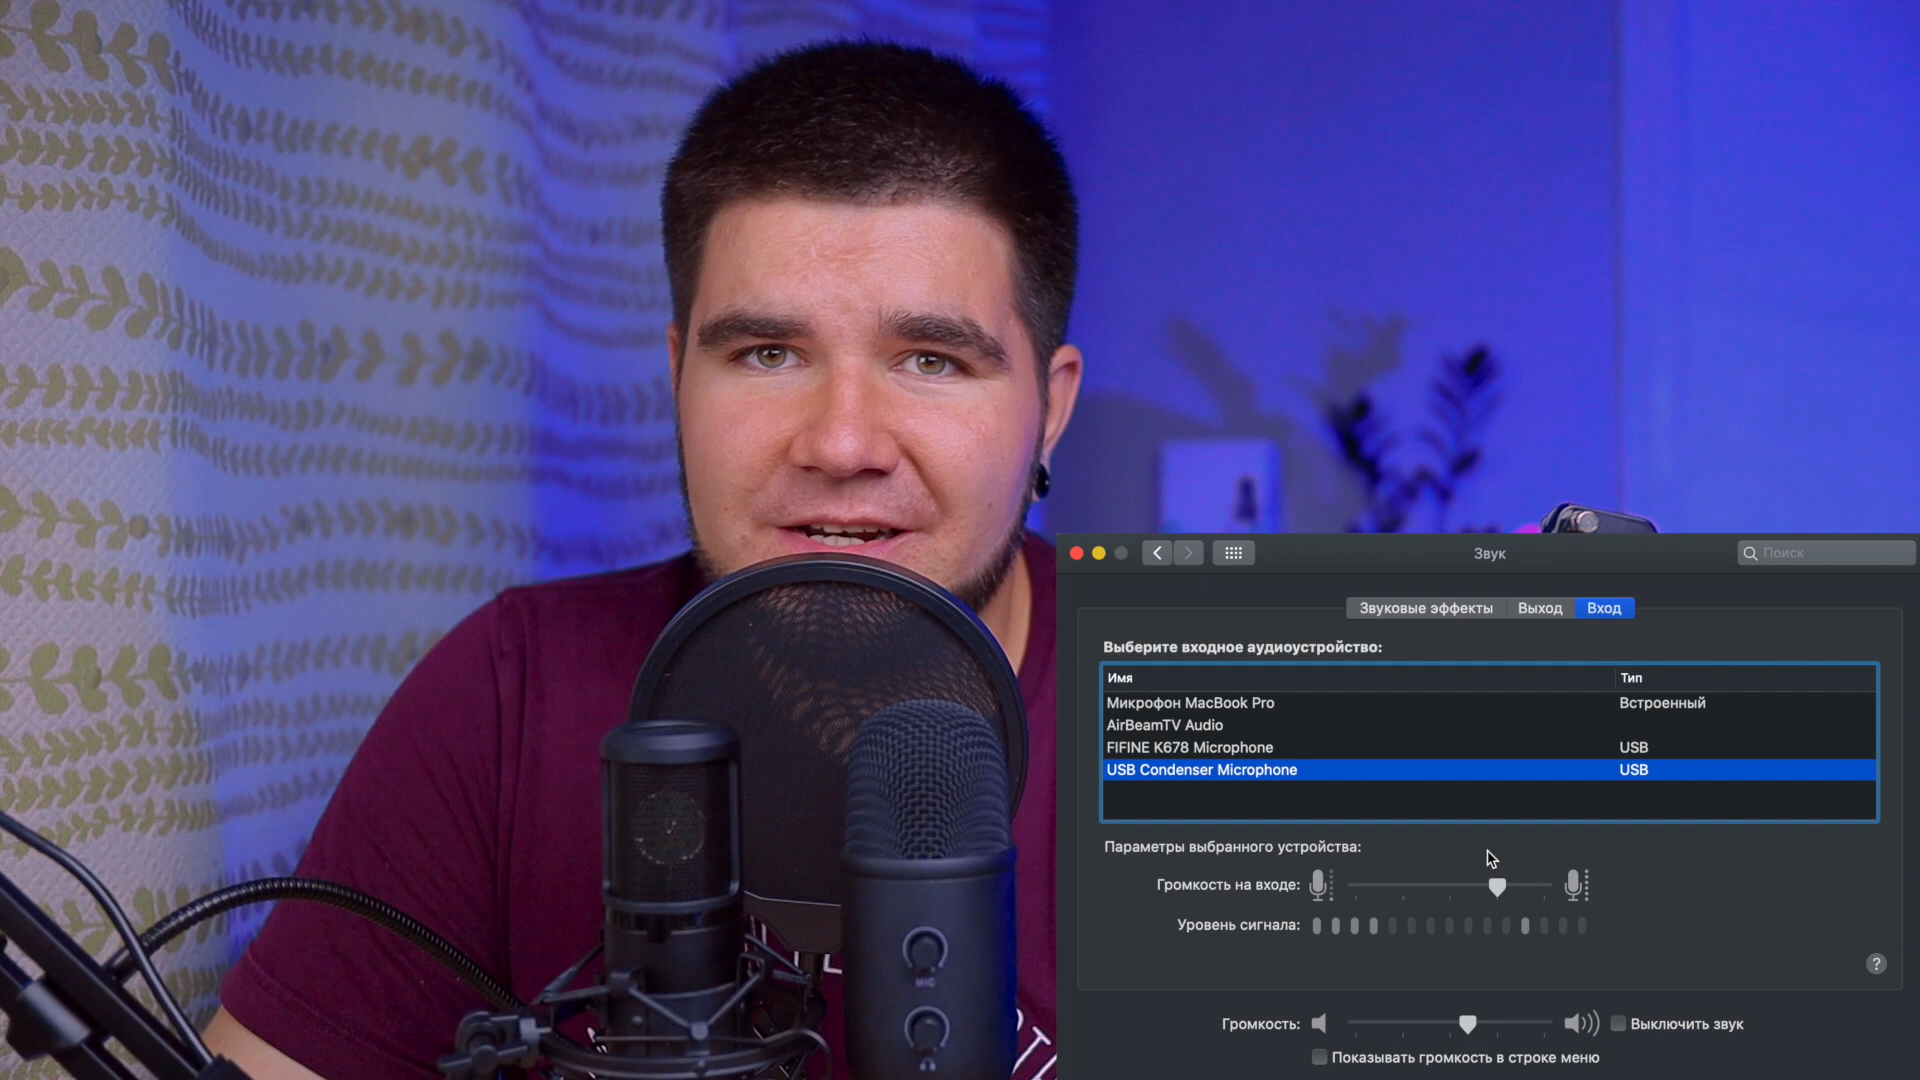 Звук
Поиск
Звуковые эффекты Выход Вход
Выберите входное аудиоустройство:
Имя Тип
Микрофон MacBook Pro Встроенный
AirBeamTV Audio
FIFINE K678 Microphone USB
USB Condenser Microphone USB
Параметры выбранного устройства:
Громкость на входе:
Уровень сигнала:
?
Громкость: Выключить звук
Показывать громкость в строке меню
MIC